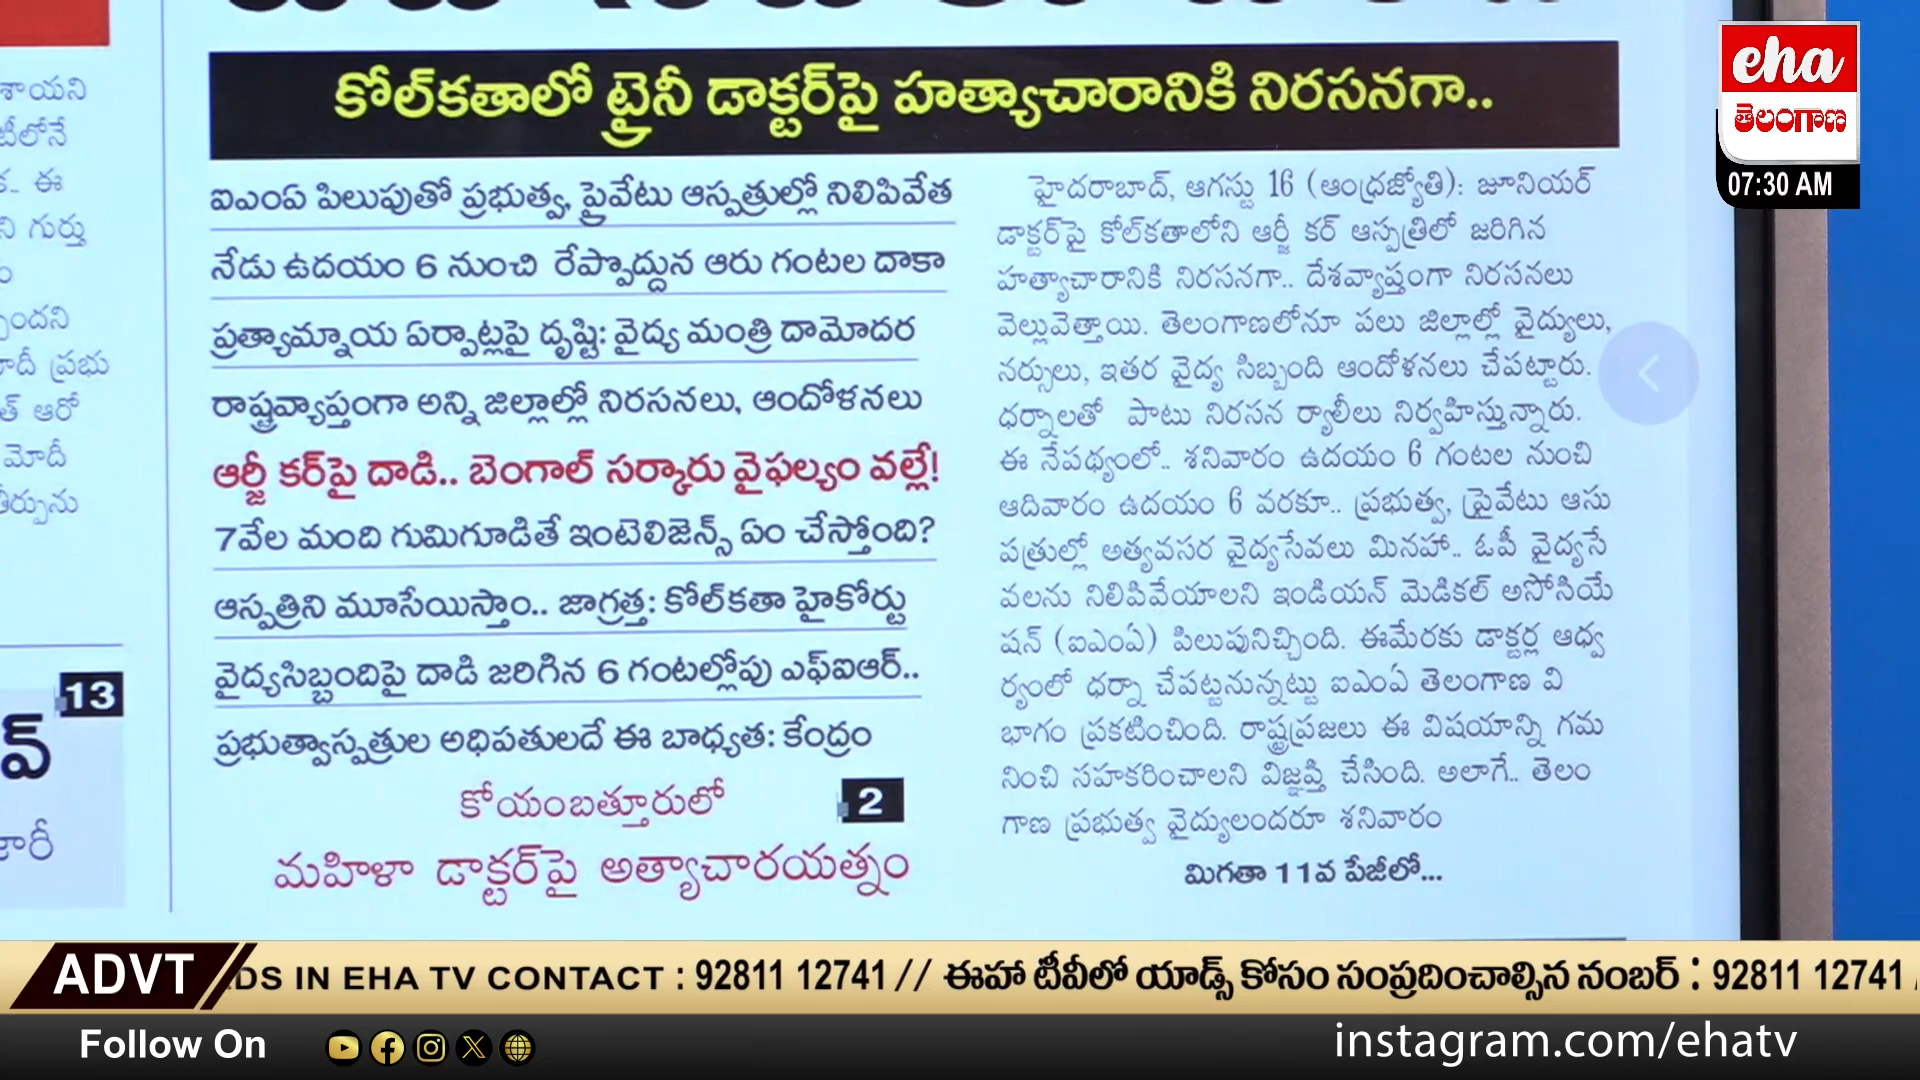 కోల్‌కతాలో ట్రైనీ డాక్టర్‌పై హత్యాచారానికి నిరసనగా..
ఐఎంఏ పిలుపుతో ప్రభుత్వ, ప్రైవేటు ఆస్పత్రుల్లో నిలిపివేత
నేడు ఉదయం 6 నుంచి రేప్పొద్దున ఆరు గంటల దాకా
ప్రత్యామ్నాయ ఏర్పాట్లపై దృష్టి: వైద్య మంత్రి దామోదర
రాష్ట్రవ్యాప్తంగా అన్ని జిల్లాల్లో నిరసనలు, ఆందోళనలు
ఆర్జీ కర్‌పై దాడి.. బెంగాల్ సర్కారు వైఫల్యం వల్లే!
7వేల మంది గుమిగూడితే ఇంటెలిజెన్స్ ఏం చేస్తోంది?
ఆస్పత్రిని మూసేయిస్తాం.. జాగ్రత్త: కోల్‌కతా హైకోర్టు
వైద్యసిబ్బందిపై దాడి జరిగిన 6 గంటల్లోపు ఎఫ్ఐఆర్..
ప్రభుత్వాస్పత్రుల అధిపతులదే ఈ బాధ్యత: కేంద్రం
కోయంబత్తూరులో
2
మహిళా డాక్టర్‌పై అత్యాచారయత్నం
హైదరాబాద్, ఆగస్టు 16 (ఆంధ్రజ్యోతి): జూనియర్
డాక్టర్‌పై కోల్‌కతాలోని ఆర్జీ కర్ ఆస్పత్రిలో జరిగిన
హత్యాచారానికి నిరసనగా.. దేశవ్యాప్తంగా నిరసనలు
వెల్లువెత్తాయి. తెలంగాణలోనూ పలు జిల్లాల్లో వైద్యులు,
నర్సులు, ఇతర వైద్య సిబ్బంది ఆందోళనలు చేపట్టారు.
ధర్నాలతో పాటు నిరసన ర్యాలీలు నిర్వహిస్తున్నారు.
ఈ నేపథ్యంలో.. శనివారం ఉదయం 6 గంటల నుంచి
ఆదివారం ఉదయం 6 వరకూ.. ప్రభుత్వ, ప్రైవేటు ఆసు
పత్రుల్లో అత్యవసర వైద్యసేవలు మినహా.. ఓపీ వైద్యసే
వలను నిలిపివేయాలని ఇండియన్ మెడికల్ అసోసియే
షన్ (ఐఎంఏ) పిలుపునిచ్చింది. ఈమేరకు డాక్టర్ల ఆధ్వ
ర్యంలో ధర్నా చేపట్టనున్నట్టు ఐఎంఏ తెలంగాణ వి
భాగం ప్రకటించింది. రాష్ట్రప్రజలు ఈ విషయాన్ని గమ
నించి సహకరించాలని విజ్ఞప్తి చేసింది. అలాగే.. తెలం
గాణ ప్రభుత్వ వైద్యులందరూ శనివారం
మిగతా 11వ పేజీలో...
శాయని
టీలోనే
ఈ
గుర్తు
ప్రభు
ఆరో
మోదీ
13
eha
తెలంగాణ
07:30 AM
ADVT
DS IN EHA TV CONTACT : 92811 12741 // ఈహా టీవీలో యాడ్స్ కోసం సంప్రదించాల్సిన నంబర్ : 92811 12741
Follow On
instagram.com/ehatv